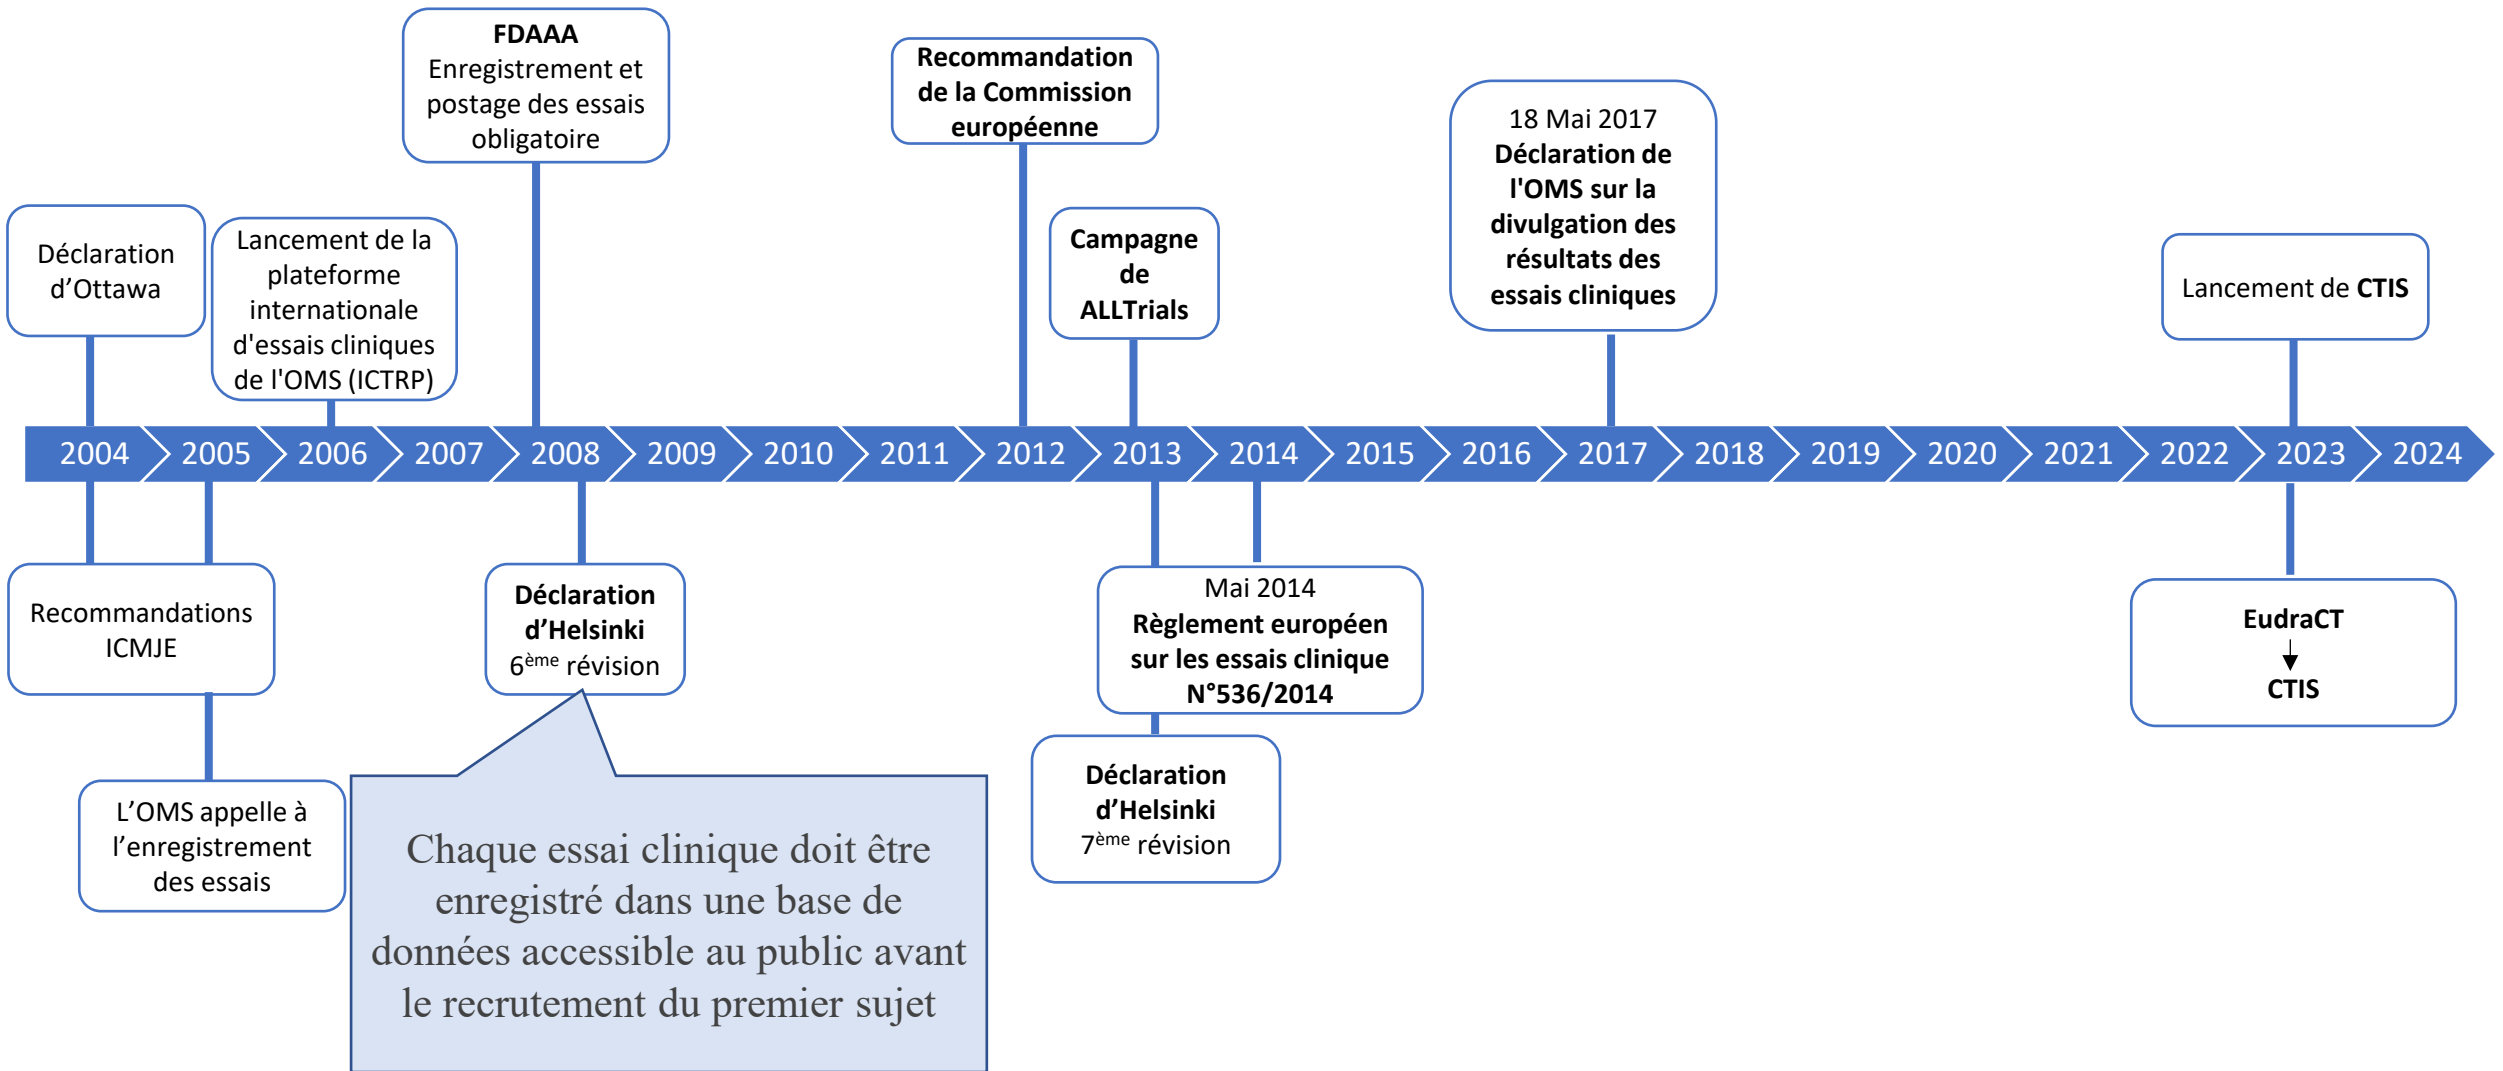 FDAAA
Enregistrement et
postage des essais
obligatoire
Recommandation
de la Commission
européenne
18 Mai 2017
Déclaration de
l'OMS sur la
divulgation des
résultats des
essais cliniques
Déclaration
d’Ottawa
Lancement de la
plateforme
internationale
d'essais cliniques
de l'OMS (ICTRP)
Campagne
de
ALLTrials
Lancement de CTIS
2004 2005 2006 2007 2008 2009 2010 2011 2012 2013 2014 2015 2016 2017 2018 2019 2020 2021 2022 2023 2024
Recommandations
ICMJE
Déclaration
d’Helsinki
6ème révision
Mai 2014
Règlement européen
sur les essais clinique
N°536/2014
EudraCT
CTIS
L’OMS appelle à
l’enregistrement
des essais
Déclaration
d’Helsinki
7ème révision
Chaque essai clinique doit être
enregistré dans une base de
données accessible au public avant
le recrutement du premier sujet